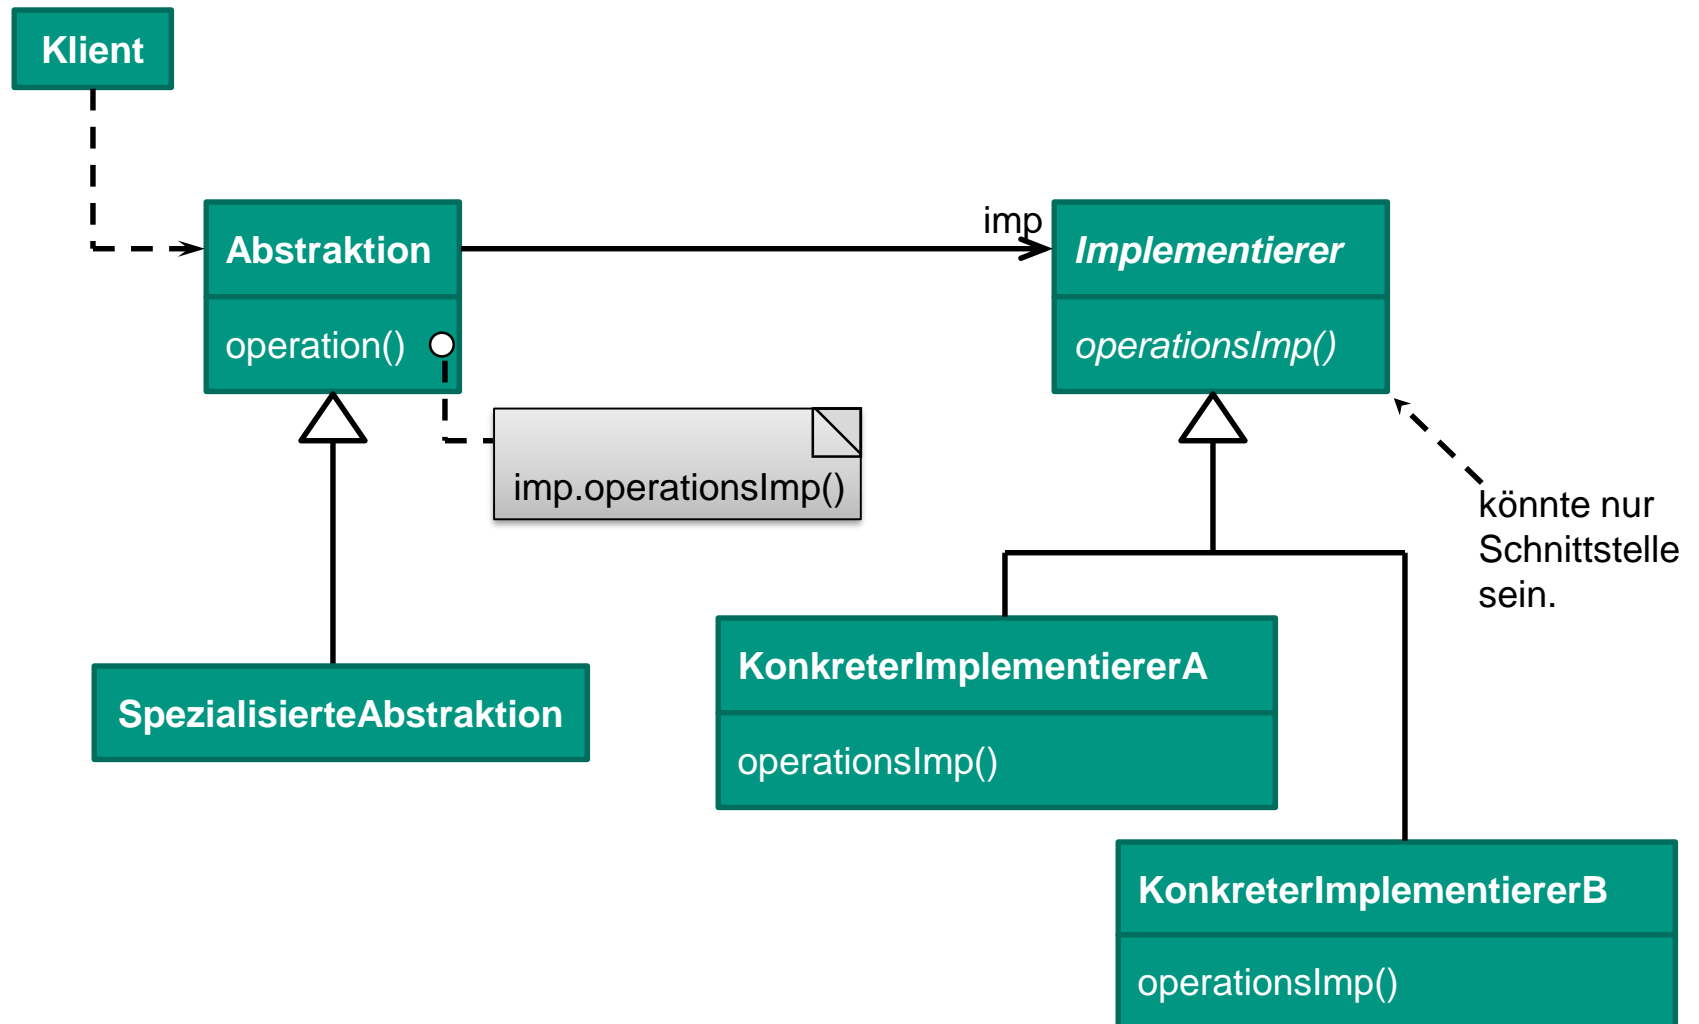 Klient
Abstraktion
operation()
imp
Implementierer
operationsImp()
imp.operationsImp()
könnte nur
Schnittstelle
sein.
SpezialisierteAbstraktion
KonkreterImplementiererA
operationsImp()
KonkreterImplementiererB
operationsImp()